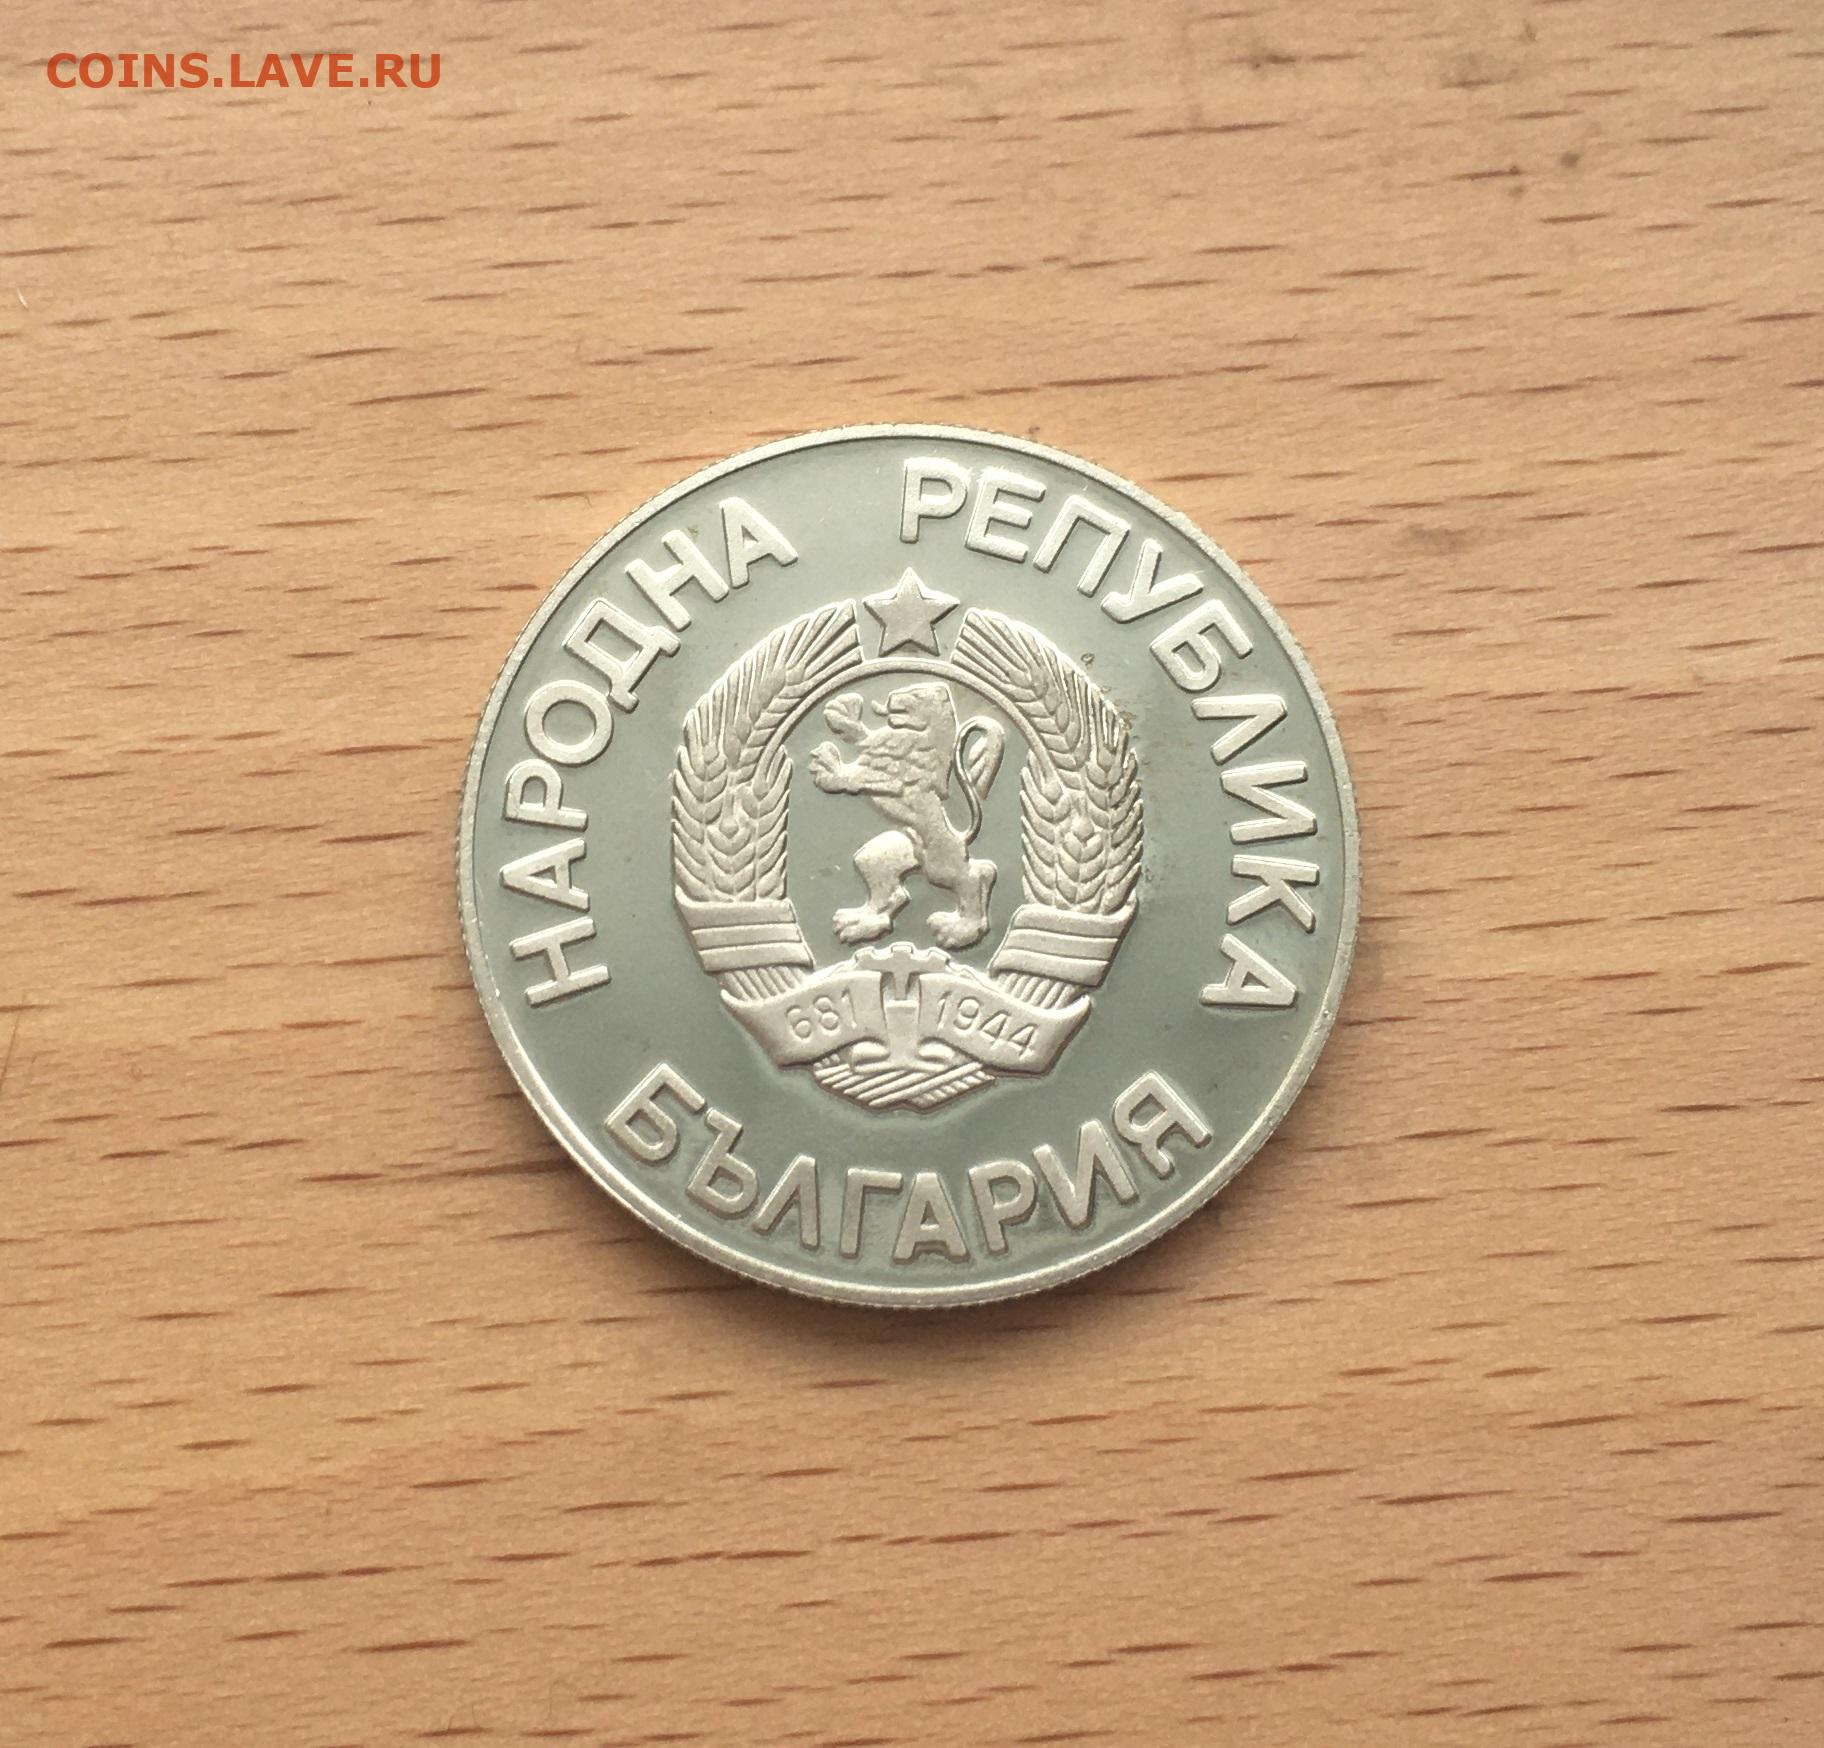 COINS.LAVE.RU
НАРОДНА РЕПУБЛИКА
681 1944
БЪЛГАРИЯ